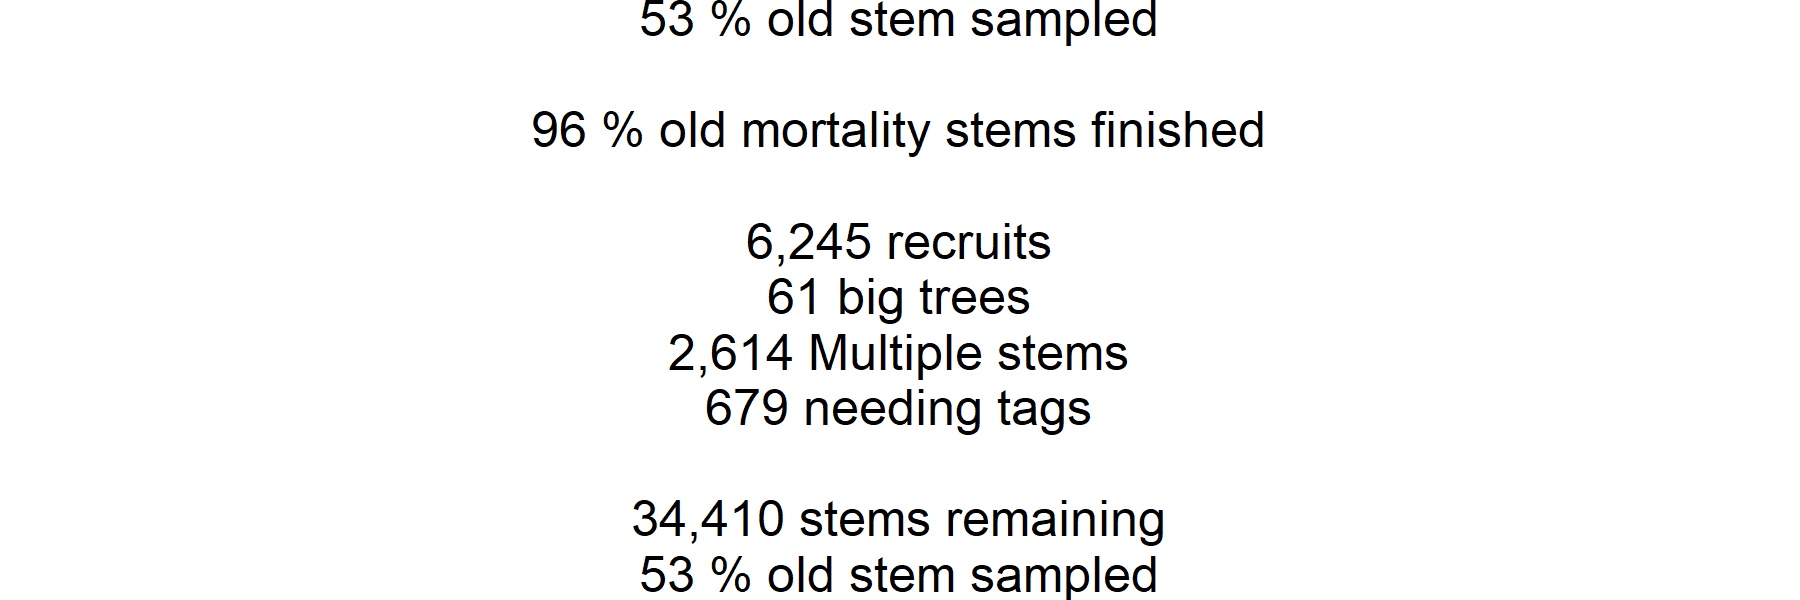 53 % old stem sampled
96 % old mortality stems finished
6,245 recruits
61 big trees
2,614 Multiple stems
679 needing tags
34,410 stems remaining
53 % old stem sampled